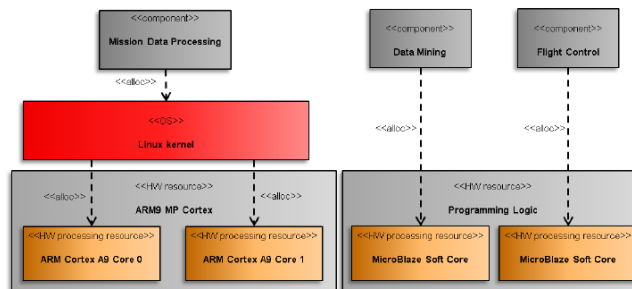 <<component>>
Mission Data Processing
<<component>>
Data Mining
<<component>>
Flight Control
<<alloc>>
<<OS>>
Linux kernel
<<alloc>>
<<alloc>>
<<HW resource>>
ARM9 MP Cortex
<<alloc>>
<<alloc>>
<<HW resource>>
Programming Logic
<<HW processing resource>>
ARM Cortex A9 Core 0
<<HW processing resource>>
ARM Cortex A9 Core 1
<<HW processing resource>>
MicroBlaze Soft Core
<<HW processing resource>>
MicroBlaze Soft Core